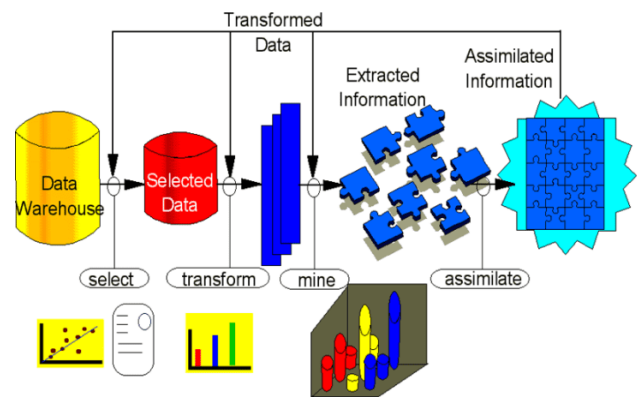 Transformed
Data
Extracted
Information
Assimilated
Information
Data
Warehouse
Selected
Data
select
transform
mine
assimilate